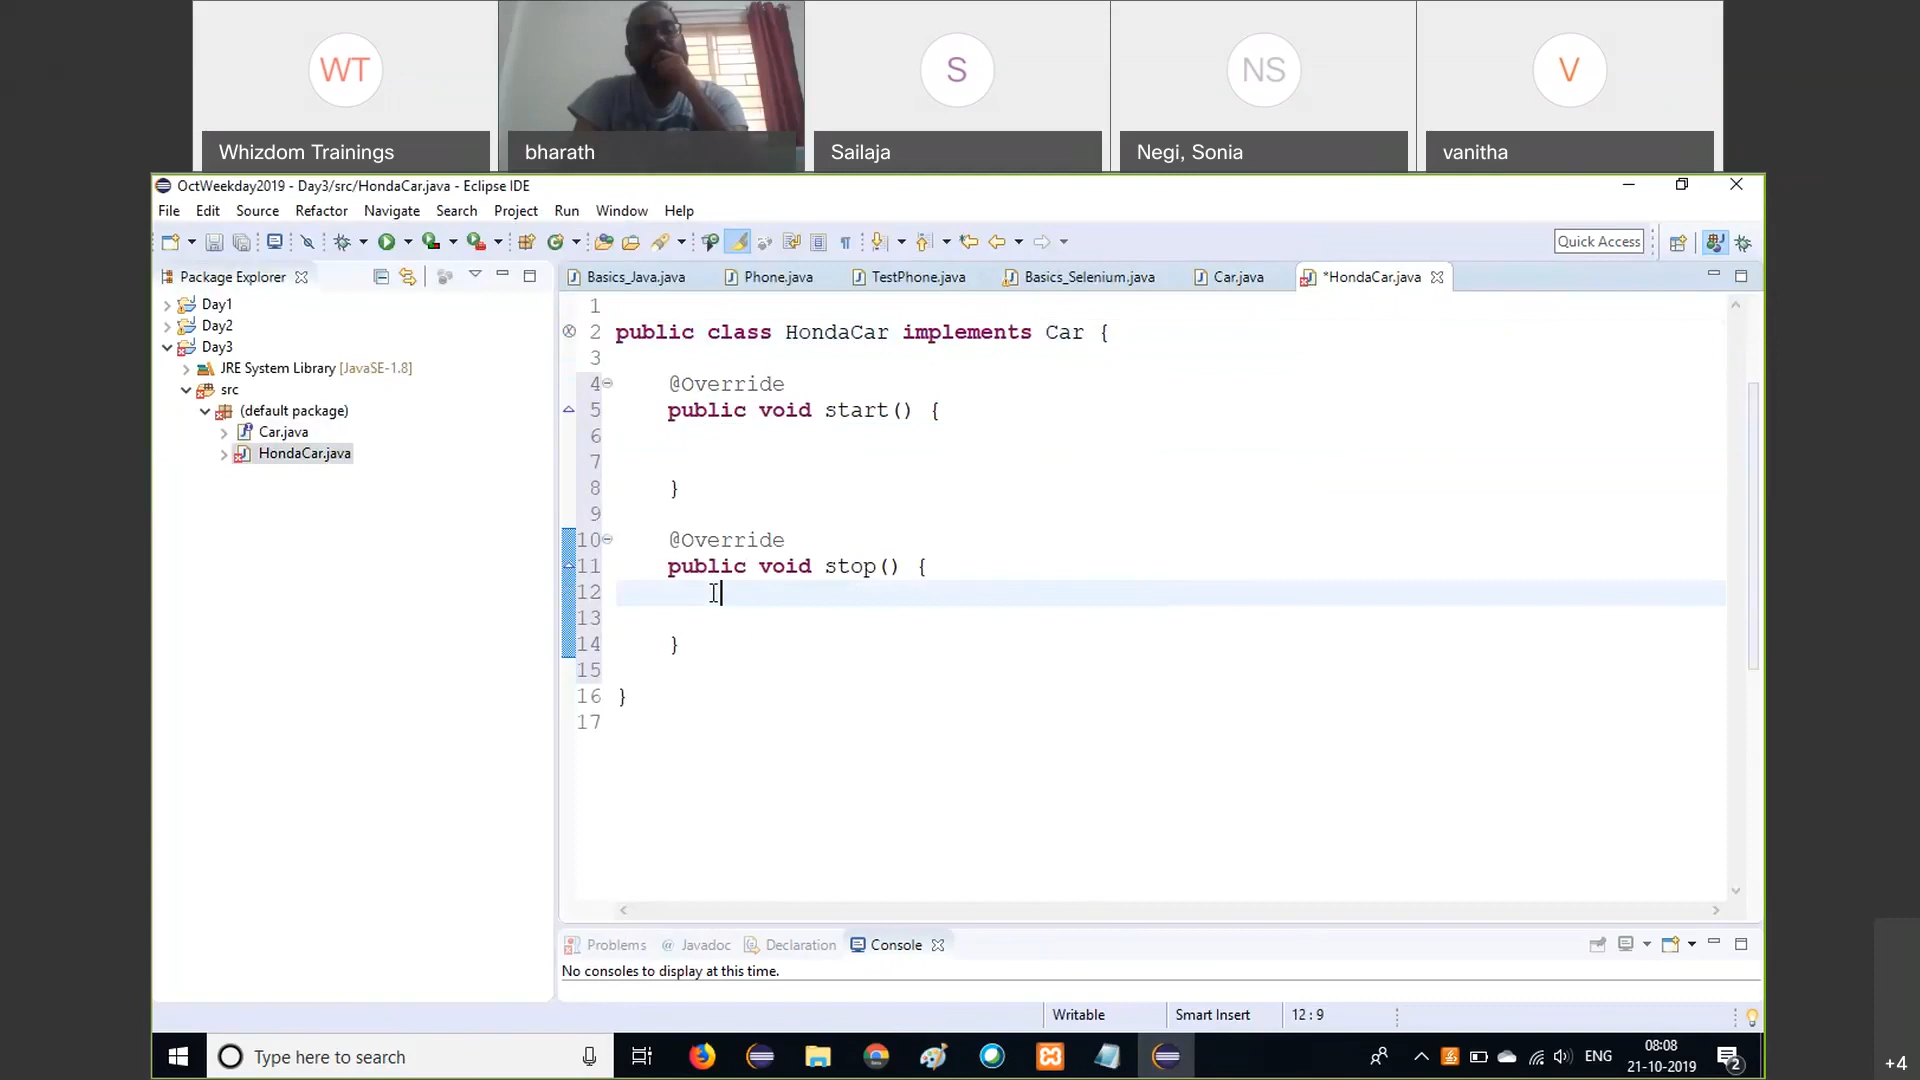 WT
S
NS
V
Whizdom Trainings
bharath
Sailaja
Negi, Sonia
vanitha
OctWeekday2019 - Day3/src/HondaCar.java - Eclipse IDE
File Edit Source Refactor Navigate Search Project Run Window Help
Quick Access
Package Explorer
Basics_Java.java Phone.java TestPhone.java Basics_Selenium.java Car.java *HondaCar.java
Day1
Day2
Day3
JRE System Library [JavaSE-1.8]
src
(default package)
Car.java
HondaCar.java
1
2 public class HondaCar implements Car {
3
4 @Override
5 public void start() {
6
7
8 }
9
10 @Override
11 public void stop() {
12
13
14 }
15
16 }
17
Problems @ Javadoc Declaration Console
No consoles to display at this time.
Writable Smart Insert 12 : 9
Type here to search
ENG
08:08
21-10-2019
2
+4